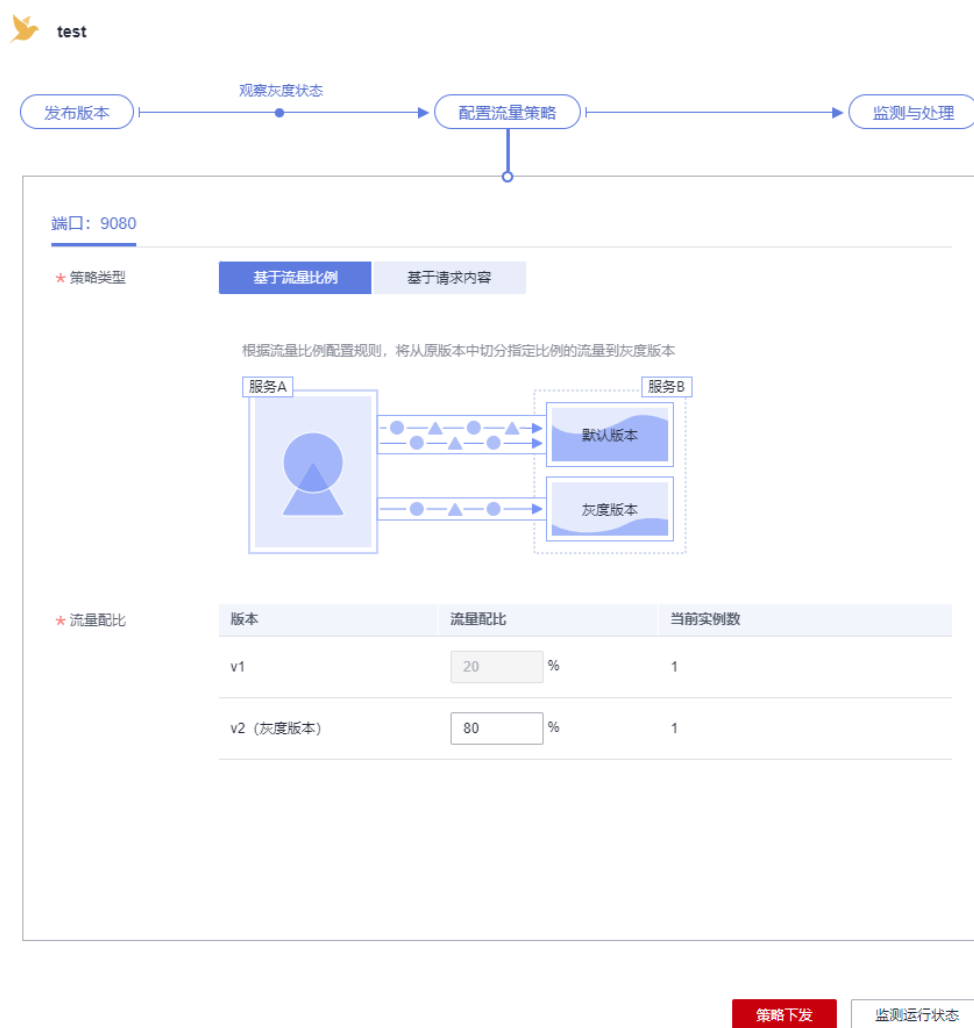 test
观察灰度状态
发布版本 配置流量策略 监测与处理
端口：9080
* 策略类型 基于流量比例 基于请求内容
根据流量比例配置规则，将从原版本中切分指定比例的流量到灰度版本
服务A 服务B
默认版本
灰度版本
* 流量配比 版本 流量配比 当前实例数
v1 20 % 1
v2（灰度版本） 80 % 1
策略下发 监测运行状态